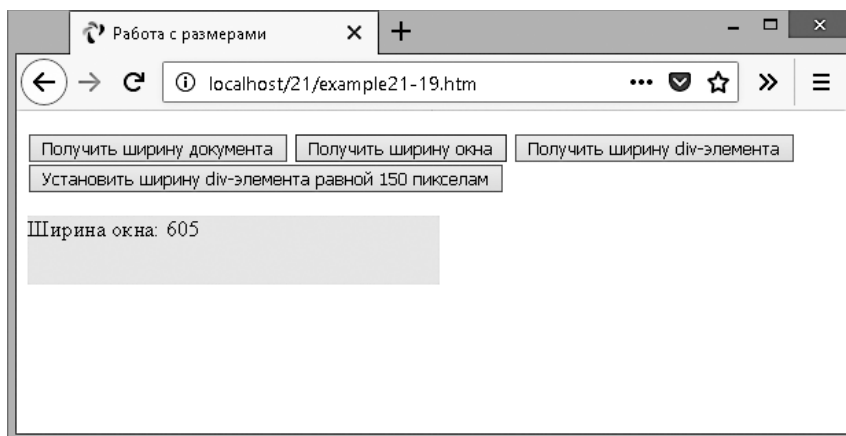 Работа с размерами
localhost/21/example21-19.htm
Получить ширину документа Получить ширину окна Получить ширину div-элемента
Установить ширину div-элемента равной 150 пикселам
Ширина окна: 605